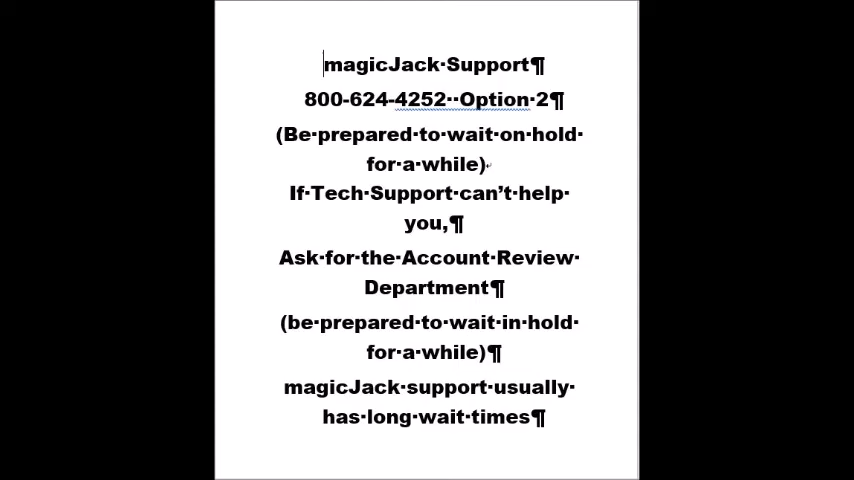 magicJack Support
800-624-4252  Option 2
(Be prepared to wait on hold
for a while)
If Tech Support can’t help
you,
Ask for the Account Review
Department
(be prepared to wait in hold
for a while)
magicJack support usually
has long wait times